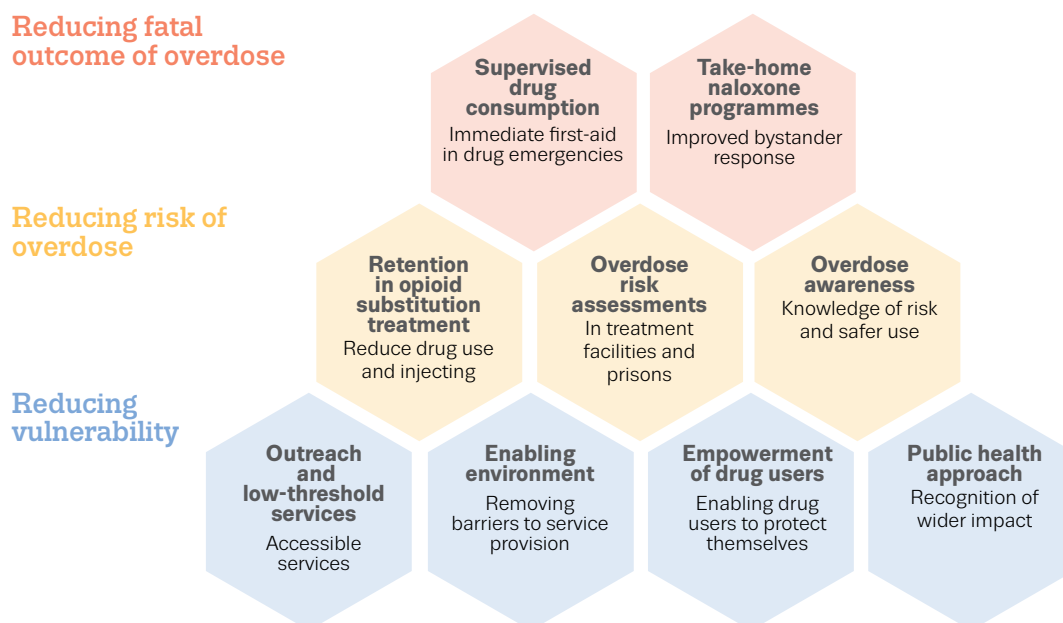 Reducing fatal
outcome of overdose
Supervised
drug
consumption
Immediate first-aid
in drug emergencies
Take-home
naloxone
programmes
Improved bystander
response
Reducing risk of
overdose
Retention
in opioid
substitution
treatment
Reduce drug use
and injecting
Overdose
risk
assessments
In treatment
facilities and
prisons
Overdose
awareness
Knowledge of risk
and safer use
Reducing
vulnerability
Outreach
and
low-threshold
services
Accessible
services
Enabling
environment
Removing
barriers to service
provision
Empowerment
of drug users
Enabling drug
users to protect
themselves
Public health
approach
Recognition of
wider impact